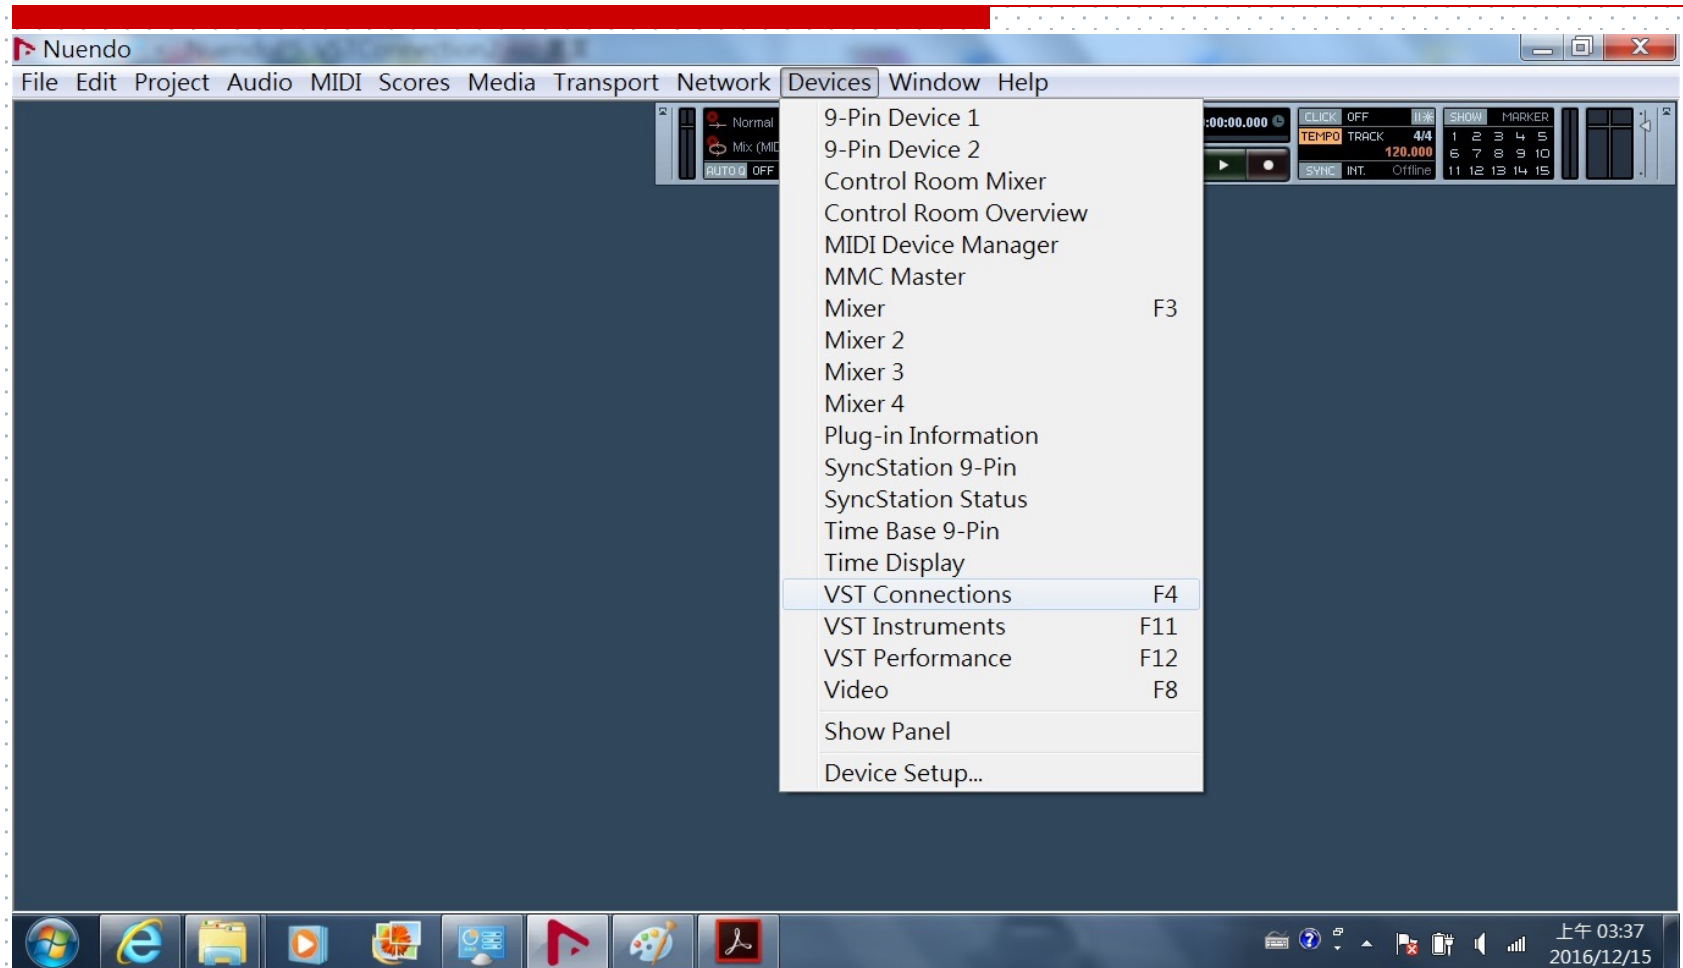 Nuendo
File Edit Project Audio MIDI Scores Media Transport Network Devices Window Help
Normal
Mix (MID
AUTO Q OFF
:00:00.000
CLICK OFF
TEMPO TRACK 4/4
120.000
SYNC INT. Offline
SHOW MARKER
1 2 3 4 5
6 7 8 9 10
11 12 13 14 15
9-Pin Device 1
9-Pin Device 2
Control Room Mixer
Control Room Overview
MIDI Device Manager
MMC Master
Mixer F3
Mixer 2
Mixer 3
Mixer 4
Plug-in Information
SyncStation 9-Pin
SyncStation Status
Time Base 9-Pin
Time Display
VST Connections F4
VST Instruments F11
VST Performance F12
Video F8
Show Panel
Device Setup...
上午 03:37
2016/12/15